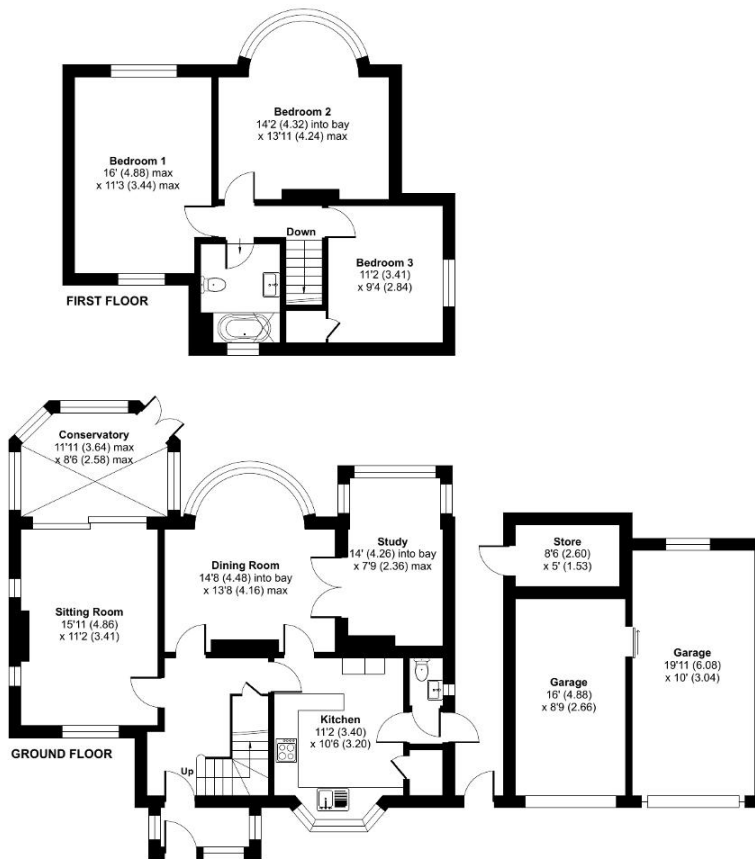 Bedroom 2
14'2 (4.32) into bay
x 13'11 (4.24) max
Bedroom 1
16' (4.88) max
x 11'3 (3.44) max
Down
Bedroom 3
11'2 (3.41)
x 9'4 (2.84)
FIRST FLOOR
Conservatory
11'11 (3.64) max
x 8'6 (2.58) max
Dining Room
14'8 (4.48) into bay
x 13'8 (4.16) max
Study
14' (4.26) into bay
x 7'9 (2.36) max
Store
8'6 (2.60)
x 5' (1.53)
Sitting Room
15'11 (4.86)
x 11'2 (3.41)
Garage
19'11 (6.08)
x 10' (3.04)
Garage
16' (4.88)
x 8'9 (2.66)
Kitchen
11'2 (3.40)
x 10'6 (3.20)
GROUND FLOOR
Up